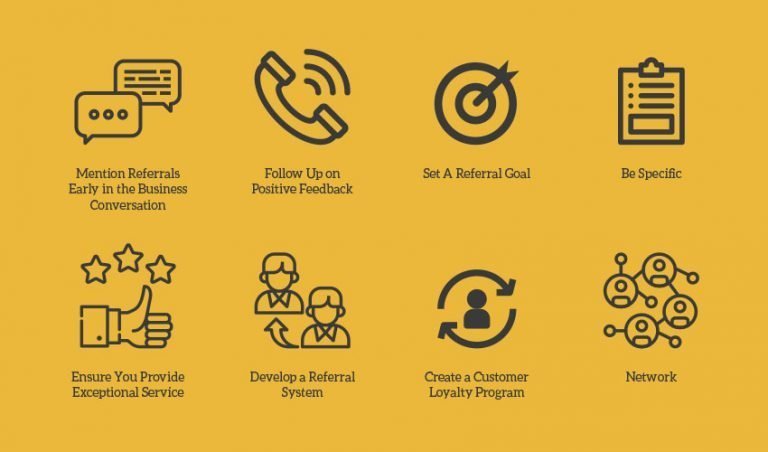 Mention Referrals
Early in the Business
Conversation
Follow Up on
Positive Feedback
Set A Referral Goal
Be Specific
Ensure You Provide
Exceptional Service
Develop a Referral
System
Create a Customer
Loyalty Program
Network